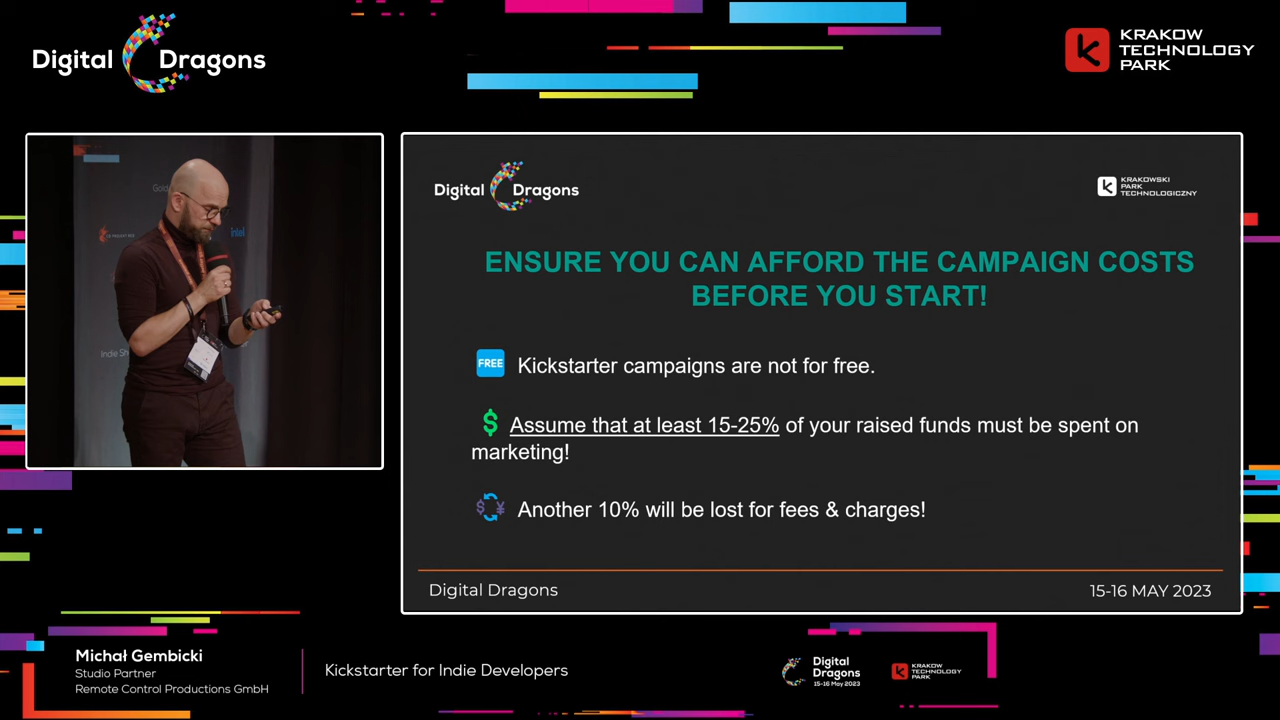 Digital Dragons
KRAKOW
TECHNOLOGY
PARK
Gold
intel
Indie Sh
Digital Dragons
KRAKOWSKI
PARK
TECHNOLOGICZNY
ENSURE YOU CAN AFFORD THE CAMPAIGN COSTS
BEFORE YOU START!
FREE Kickstarter campaigns are not for free.
$ Assume that at least 15-25% of your raised funds must be spent on
marketing!
Another 10% will be lost for fees & charges!
Digital Dragons
15-16 MAY 2023
Michał Gembicki
Studio Partner
Remote Control Productions GmbH
Kickstarter for Indie Developers
Digital
Dragons
15-16 May 2023
KRAKOW
TECHNOLOGY
PARK